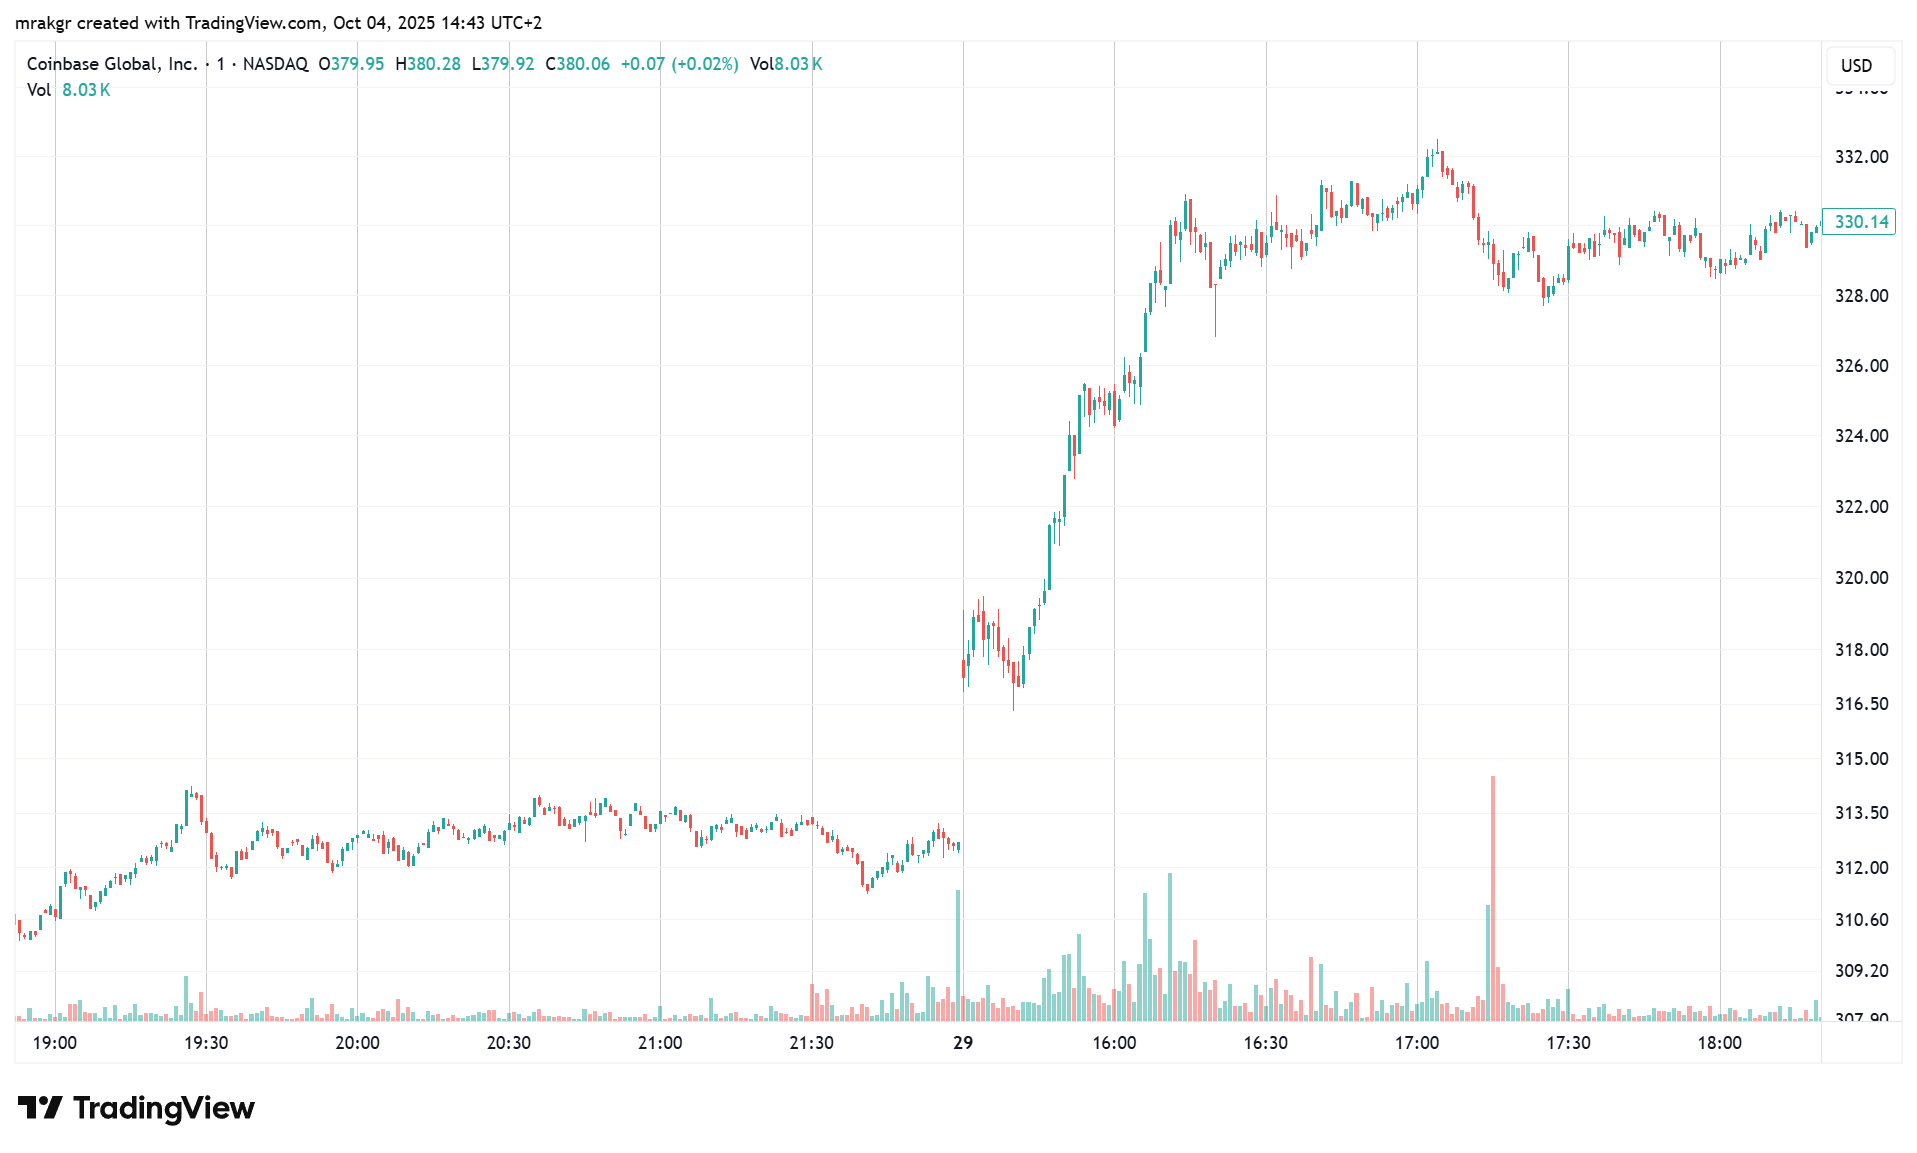 mrakgr created with TradingView.com, Oct 04, 2025 14:43 UTC+2
Coinbase Global, Inc. · 1 · NASDAQ O379.95 H380.28 L379.92 C380.06 +0.07 (+0.02%) Vol8.03K
Vol 8.03K
USD
332.00
330.14
328.00
326.00
324.00
322.00
320.00
318.00
316.50
315.00
313.50
312.00
310.60
309.20
307.90
19:00 19:30 20:00 20:30 21:00 21:30 29 16:00 16:30 17:00 17:30 18:00
TradingView